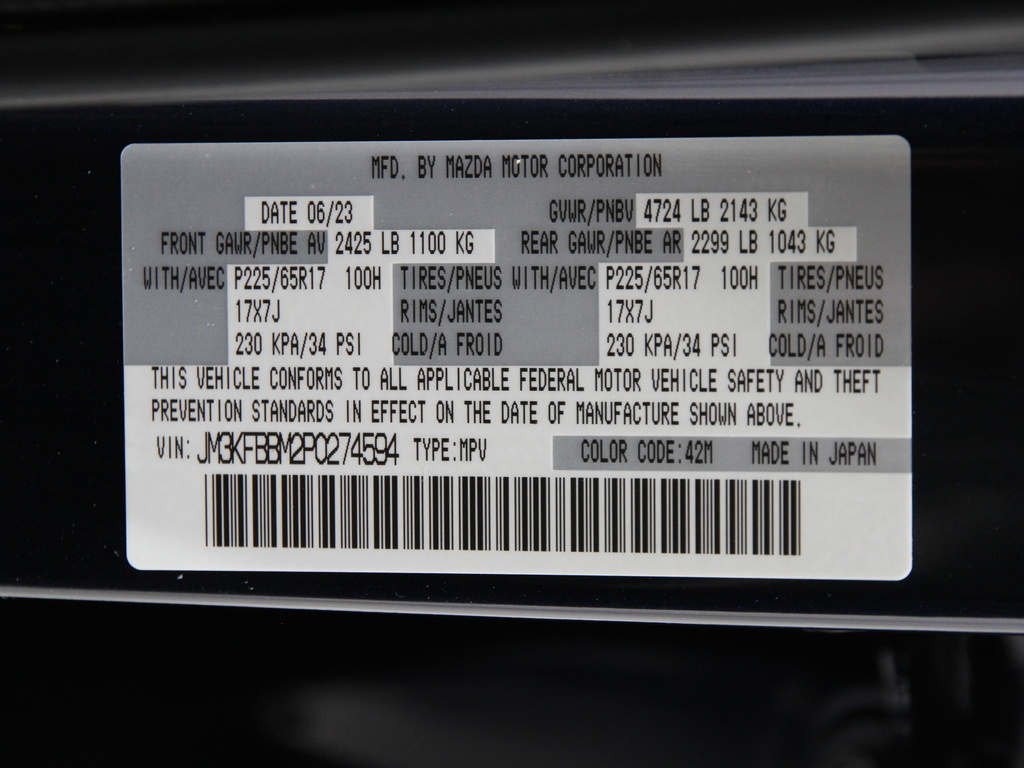 MFD. BY MAZDA MOTOR CORPORATION
DATE 06/23 GVWR/PNBV 4724 LB 2143 KG
FRONT GAWR/PNBE AV 2425 LB 1100 KG REAR GAWR/PNBE AR 2299 LB 1043 KG
WITH/AVEC P225/65R17 100H TIRES/PNEUS WITH/AVEC P225/65R17 100H TIRES/PNEUS
17X7J RIMS/JANTES 17X7J RIMS/JANTES
230 KPA/34 PSI COLD/A FROID 230 KPA/34 PSI COLD/A FROID
THIS VEHICLE CONFORMS TO ALL APPLICABLE FEDERAL MOTOR VEHICLE SAFETY AND THEFT
PREVENTION STANDARDS IN EFFECT ON THE DATE OF MANUFACTURE SHOWN ABOVE.
VIN: JM3KFBBM2P0274594 TYPE:MPV COLOR CODE:42M MADE IN JAPAN